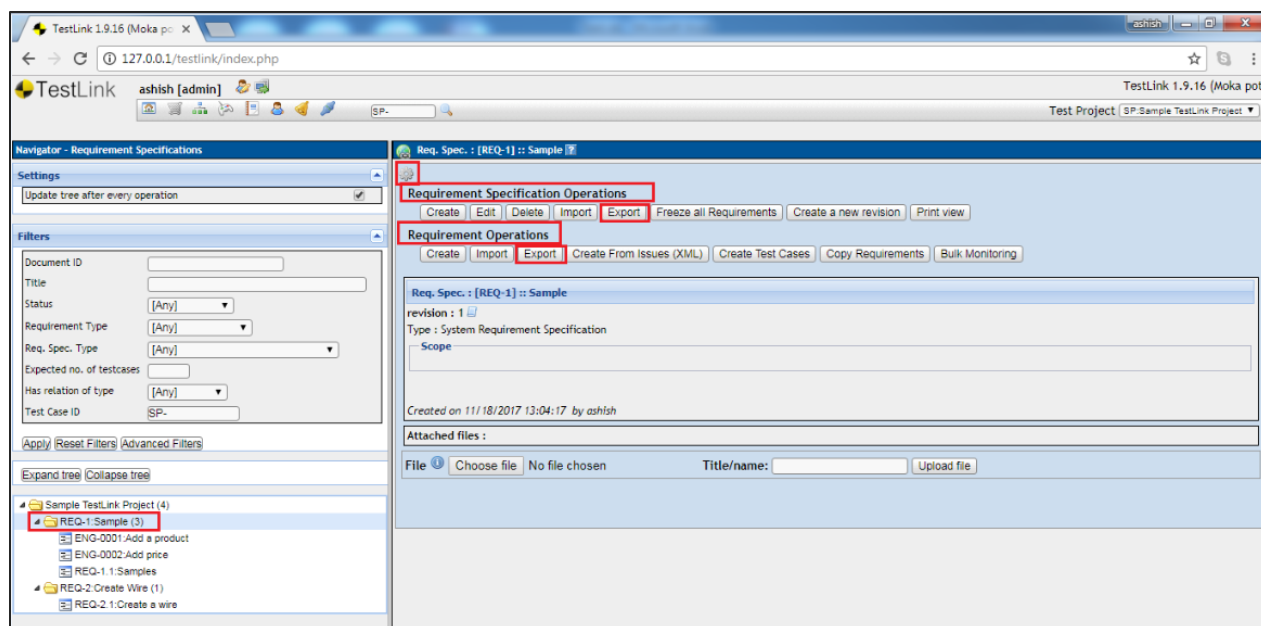 TestLink 1.9.16 (Moka po
ashish
127.0.0.1/testlink/index.php
TestLink
ashish [admin]
TestLink 1.9.16 (Moka pot
SP-
Test Project SP:Sample TestLink Project
Navigator - Requirement Specifications
Settings
Update tree after every operation
Filters
Document ID
Title
Status [Any]
Requirement Type [Any]
Req. Spec. Type [Any]
Expected no. of testcases
Has relation of type [Any]
Test Case ID SP-
Apply Reset Filters Advanced Filters
Expand tree Collapse tree
Sample TestLink Project (4)
REQ-1:Sample (3)
ENG-0001:Add a product
ENG-0002:Add price
REQ-1.1:Samples
REQ-2:Create Wire (1)
REQ-2.1:Create a wire
Req. Spec. : [REQ-1] :: Sample
Requirement Specification Operations
Create Edit Delete Import Export Freeze all Requirements Create a new revision Print view
Requirement Operations
Create Import Export Create From Issues (XML) Create Test Cases Copy Requirements Bulk Monitoring
Req. Spec. : [REQ-1] :: Sample
revision : 1
Type : System Requirement Specification
Scope
Created on 11/18/2017 13:04:17 by ashish
Attached files :
File Choose file No file chosen Title/name: Upload file